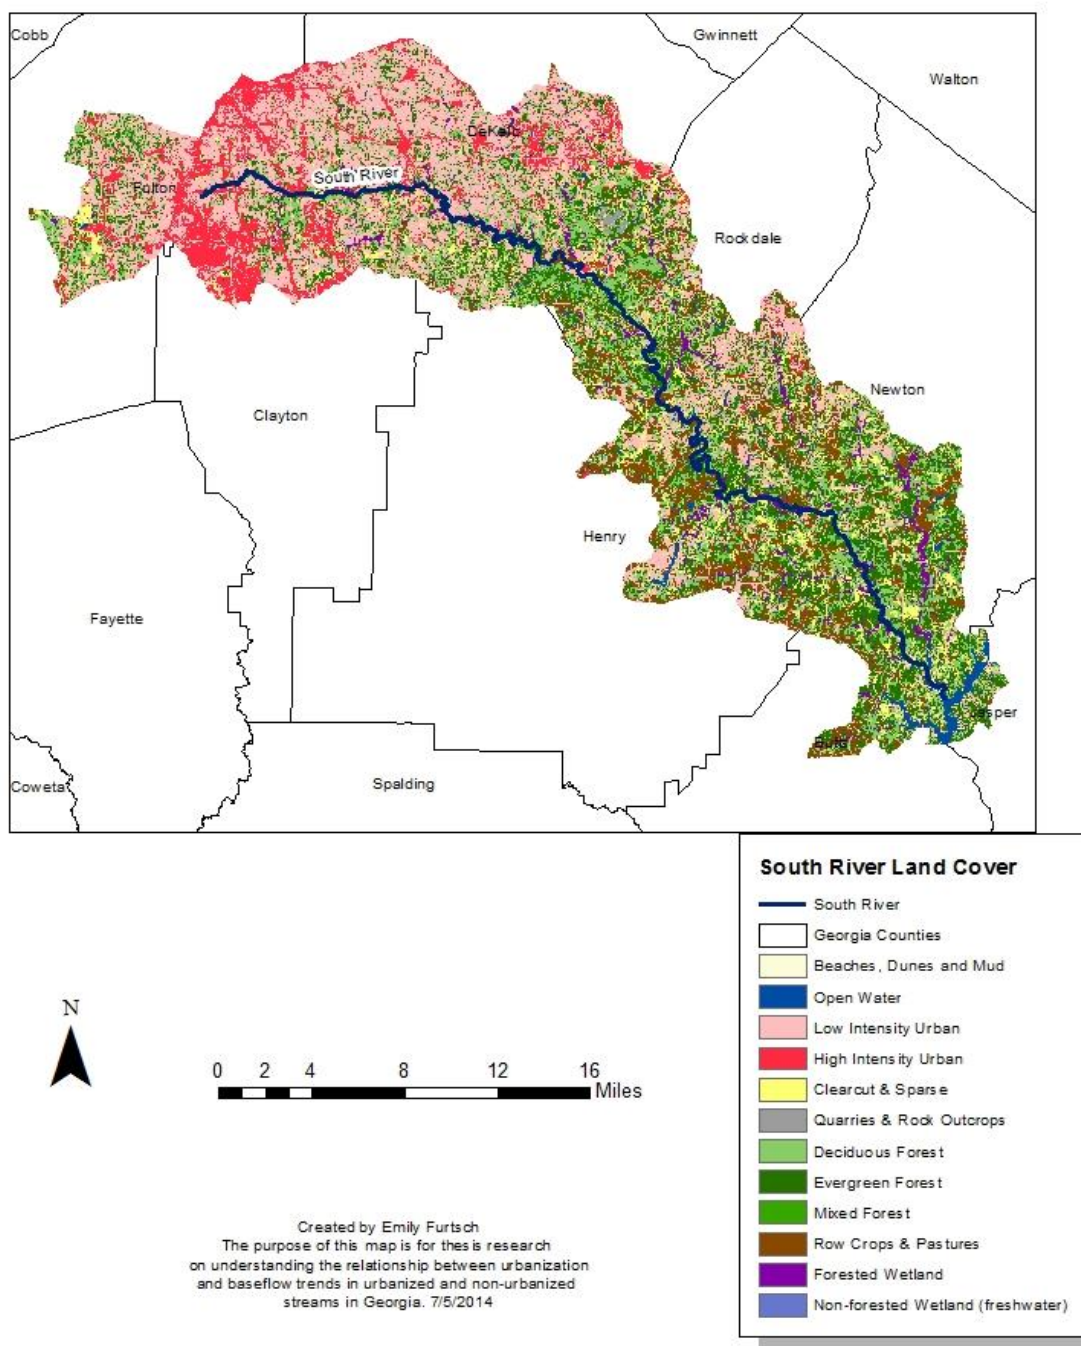 Cobb
Gwinnett
Walton
DeKalb
Fulton
South River
Rockdale
Newton
Clayton
Henry
Fayette
Jasper
Butts
Spalding
Coweta
South River Land Cover
South River
Georgia Counties
Beaches, Dunes and Mud
Open Water
Low Intensity Urban
High Intensity Urban
Clearcut & Sparse
Quarries & Rock Outcrops
Deciduous Forest
Evergreen Forest
Mixed Forest
Row Crops & Pastures
Forested Wetland
Non-forested Wetland (freshwater)
N
0 2 4 8 12 16
Miles
Created by Emily Furtsch
The purpose of this map is for thesis research
on understanding the relationship between urbanization
and baseflow trends in urbanized and non-urbanized
streams in Georgia. 7/5/2014